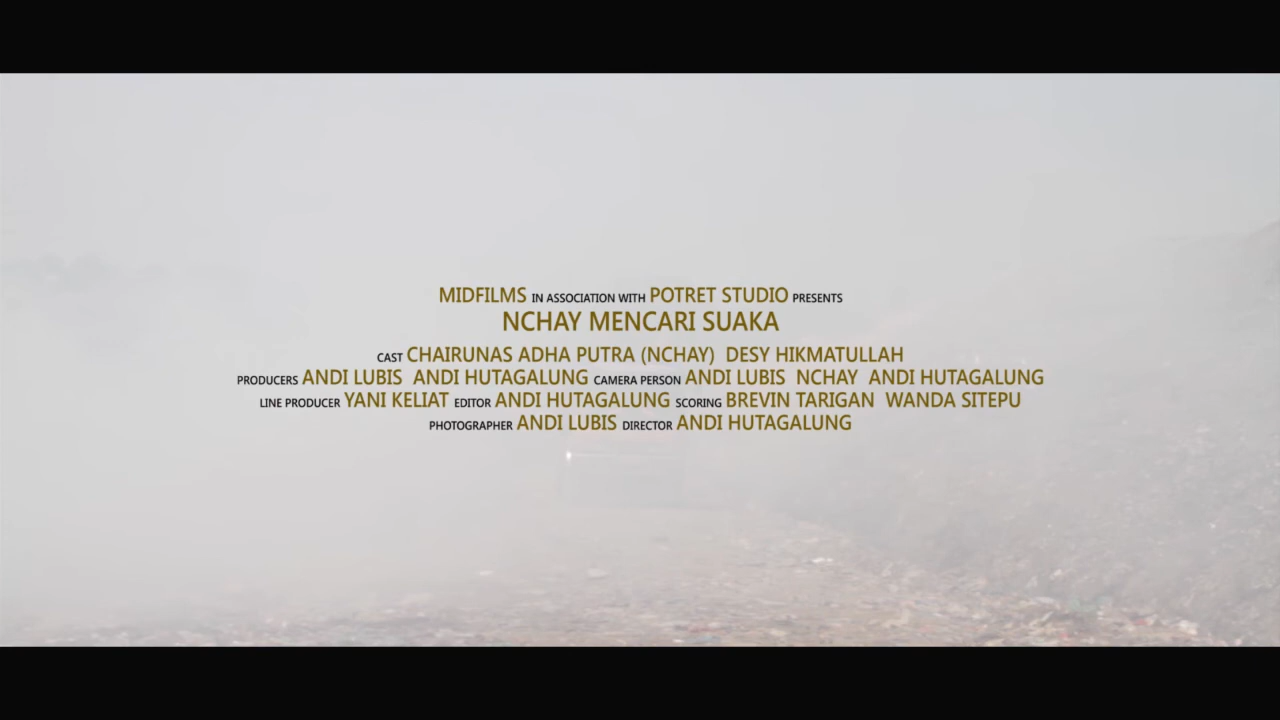 MIDFILMS IN ASSOCIATION WITH POTRET STUDIO PRESENTS
NCHAY MENCARI SUAKA
CAST CHAIRUNAS ADHA PUTRA (NCHAY) DESY HIKMATULLAH
PRODUCERS ANDI LUBIS ANDI HUTAGALUNG CAMERA PERSON ANDI LUBIS NCHAY ANDI HUTAGALUNG
LINE PRODUCER YANI KELIAT EDITOR ANDI HUTAGALUNG SCORING BREVIN TARIGAN WANDA SITEPU
PHOTOGRAPHER ANDI LUBIS DIRECTOR ANDI HUTAGALUNG